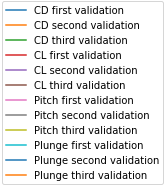 CD first validation
CD second validation
CD third validation
CL first validation
CL second validation
CL third validation
Pitch first validation
Pitch second validation
Pitch third validation
Plunge first validation
Plunge second validation
Plunge third validation